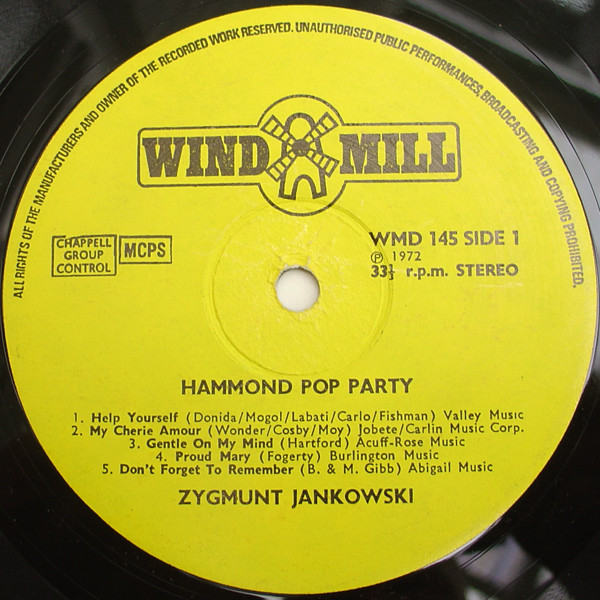 ALL RIGHTS OF THE MANUFACTURERS AND OWNER OF THE RECORDED WORK RESERVED. UNAUTHORISED PUBLIC PERFORMANCES, BROADCASTING AND COPYING PROHIBITED.
WIND MILL
CHAPPELL
GROUP
CONTROL
MCPS
WMD 145 SIDE 1
Ⓟ 1972
33⅓ r.p.m. STEREO
HAMMOND POP PARTY
1. Help Yourself (Donida/Mogol/Labati/Carlo/Fishman) Valley Music
2. My Cherie Amour (Wonder/Cosby/Moy) Jobete/Carlin Music Corp.
3. Gentle On My Mind (Hartford) Acuff-Rose Music
4. Proud Mary (Fogerty) Burlington Music
5. Don't Forget To Remember (B. & M. Gibb) Abigail Music
ZYGMUNT JANKOWSKI